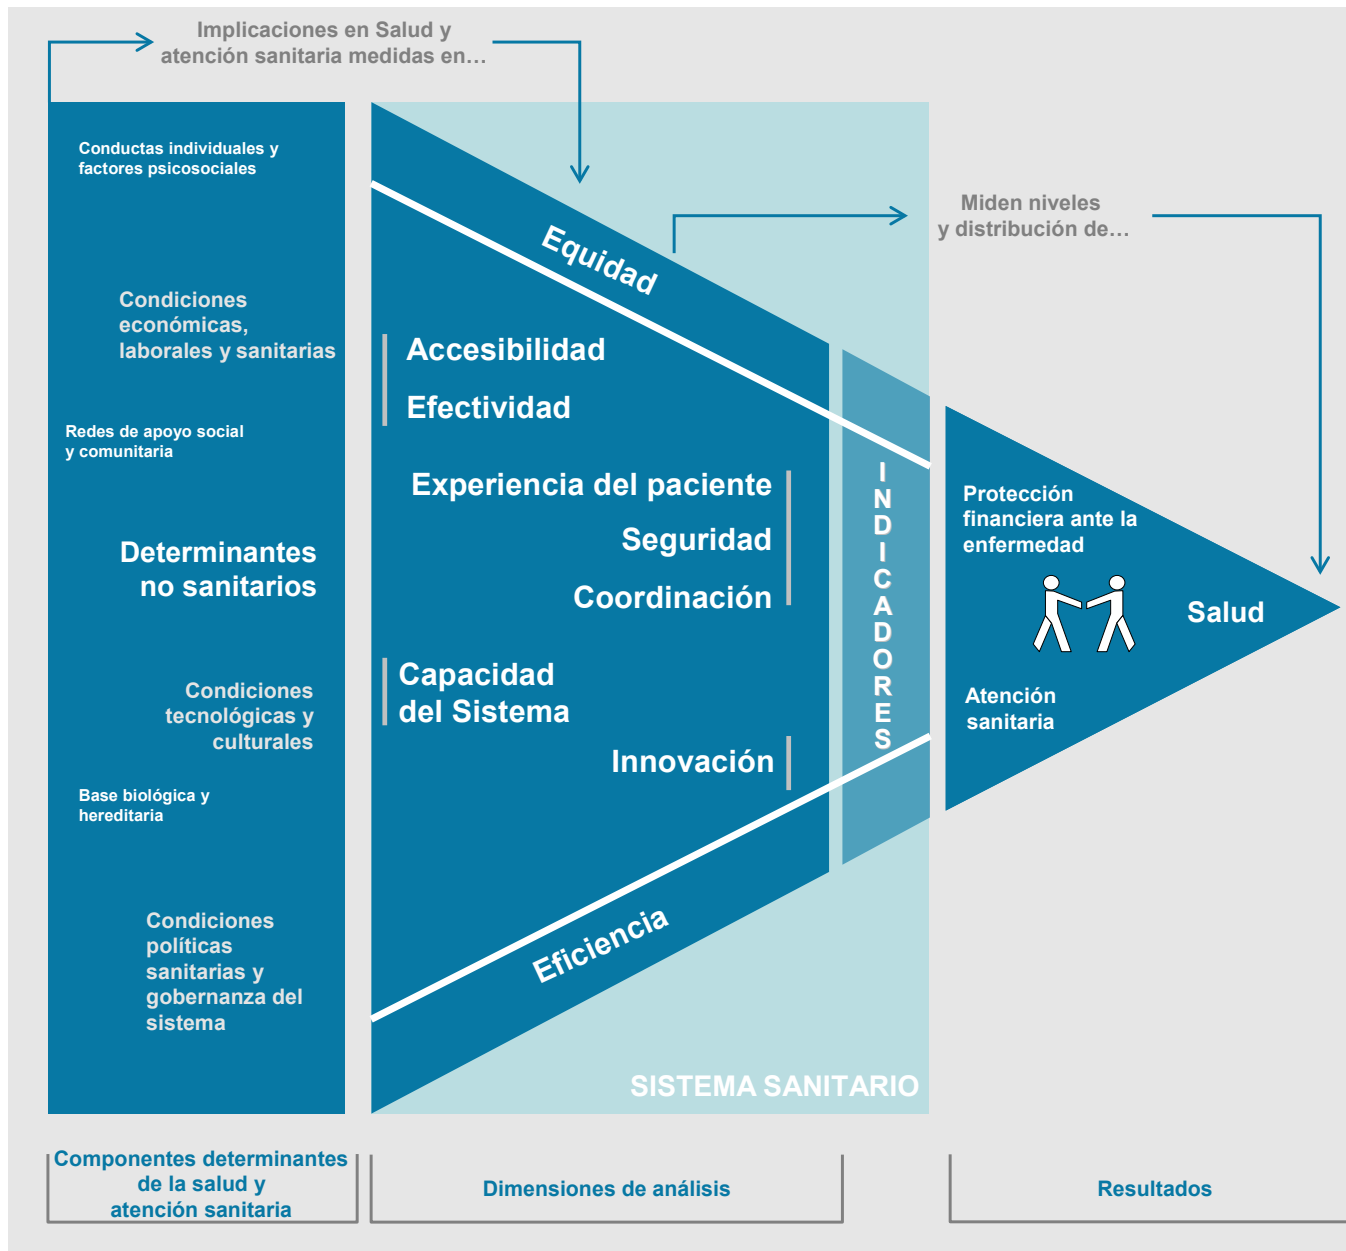 Implicaciones en Salud y
atención sanitaria medidas en…
Conductas individuales y
factores psicosociales
Condiciones
económicas,
laborales y sanitarias
Redes de apoyo social
y comunitaria
Determinantes
no sanitarios
Condiciones
tecnológicas y
culturales
Base biológica y
hereditaria
Condiciones
políticas
sanitarias y
gobernanza del
sistema
Equidad
Accesibilidad
Efectividad
Experiencia del paciente
Seguridad
Coordinación
Capacidad
del Sistema
Innovación
Eficiencia
INDICADORES
SISTEMA SANITARIO
Miden niveles
y distribución de…
Protección
financiera ante la
enfermedad
Salud
Atención
sanitaria
Componentes determinantes
de la salud y
atención sanitaria
Dimensiones de análisis
Resultados